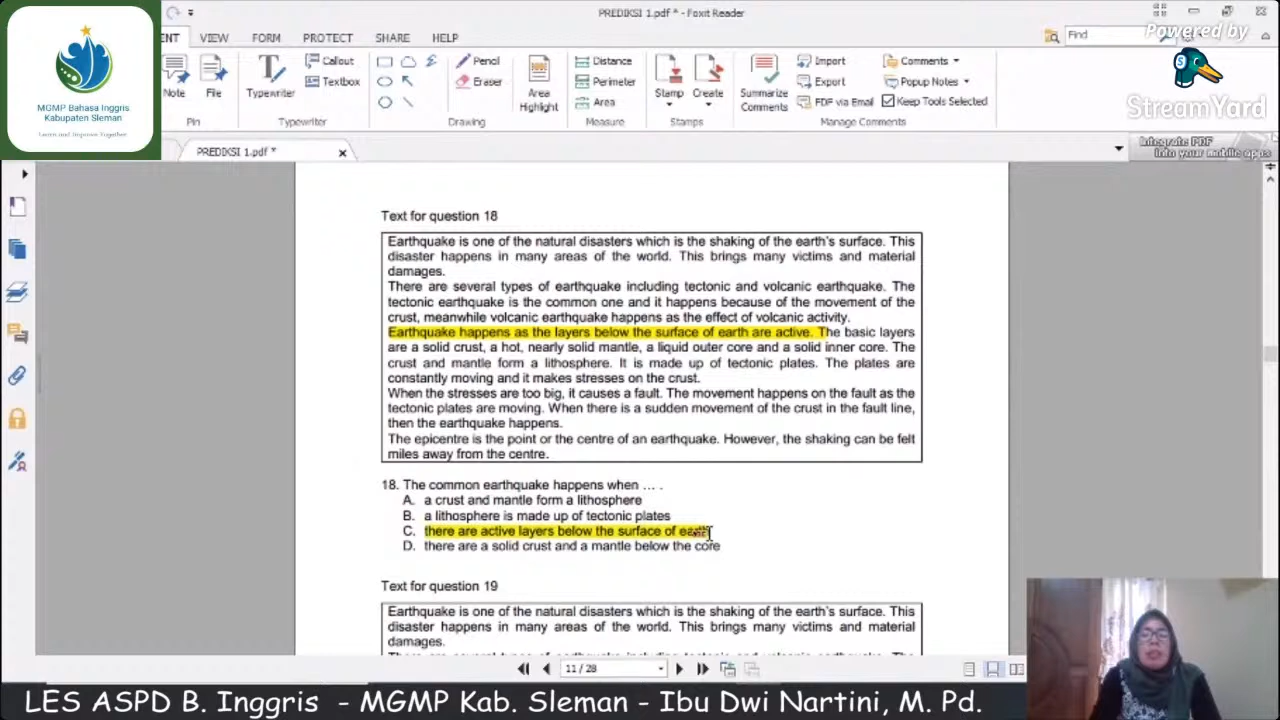 PREDIKSI 1.pdf * - Foxit Reader
ENT VIEW FORM PROTECT SHARE HELP
Find
Powered by
StreamYard
MGMP Bahasa Inggris
Kabupaten Sleman
Learn and Improve Together
Note
File
Pin
Typewriter
Callout
Textbox
Typewriter
Pencil
Eraser
Drawing
Area
Highlight
Distance
Perimeter
Area
Measure
Stamp
Create
Stamps
Summarize
Comments
Import
Export
FDF via Email
Comments
Popup Notes
Keep Tools Selected
Manage Comments
PREDIKSI 1.pdf *
Integrate PDF
into your mobile apps
Text for question 18
Earthquake is one of the natural disasters which is the shaking of the earth's surface. This
disaster happens in many areas of the world. This brings many victims and material
damages.
There are several types of earthquake including tectonic and volcanic earthquake. The
tectonic earthquake is the common one and it happens because of the movement of the
crust, meanwhile volcanic earthquake happens as the effect of volcanic activity.
Earthquake happens as the layers below the surface of earth are active. The basic layers
are a solid crust, a hot, nearly solid mantle, a liquid outer core and a solid inner core. The
crust and mantle form a lithosphere. It is made up of tectonic plates. The plates are
constantly moving and it makes stresses on the crust.
When the stresses are too big, it causes a fault. The movement happens on the fault as the
tectonic plates are moving. When there is a sudden movement of the crust in the fault line,
then the earthquake happens.
The epicentre is the point or the centre of an earthquake. However, the shaking can be felt
miles away from the centre.
18. The common earthquake happens when ... .
A. a crust and mantle form a lithosphere
B. a lithosphere is made up of tectonic plates
C. there are active layers below the surface of earth
D. there are a solid crust and a mantle below the core
Text for question 19
Earthquake is one of the natural disasters which is the shaking of the earth's surface. This
disaster happens in many areas of the world. This brings many victims and material
damages.
11 / 28
LES ASPD B. Inggris - MGMP Kab. Sleman - Ibu Dwi Nartini, M. Pd.